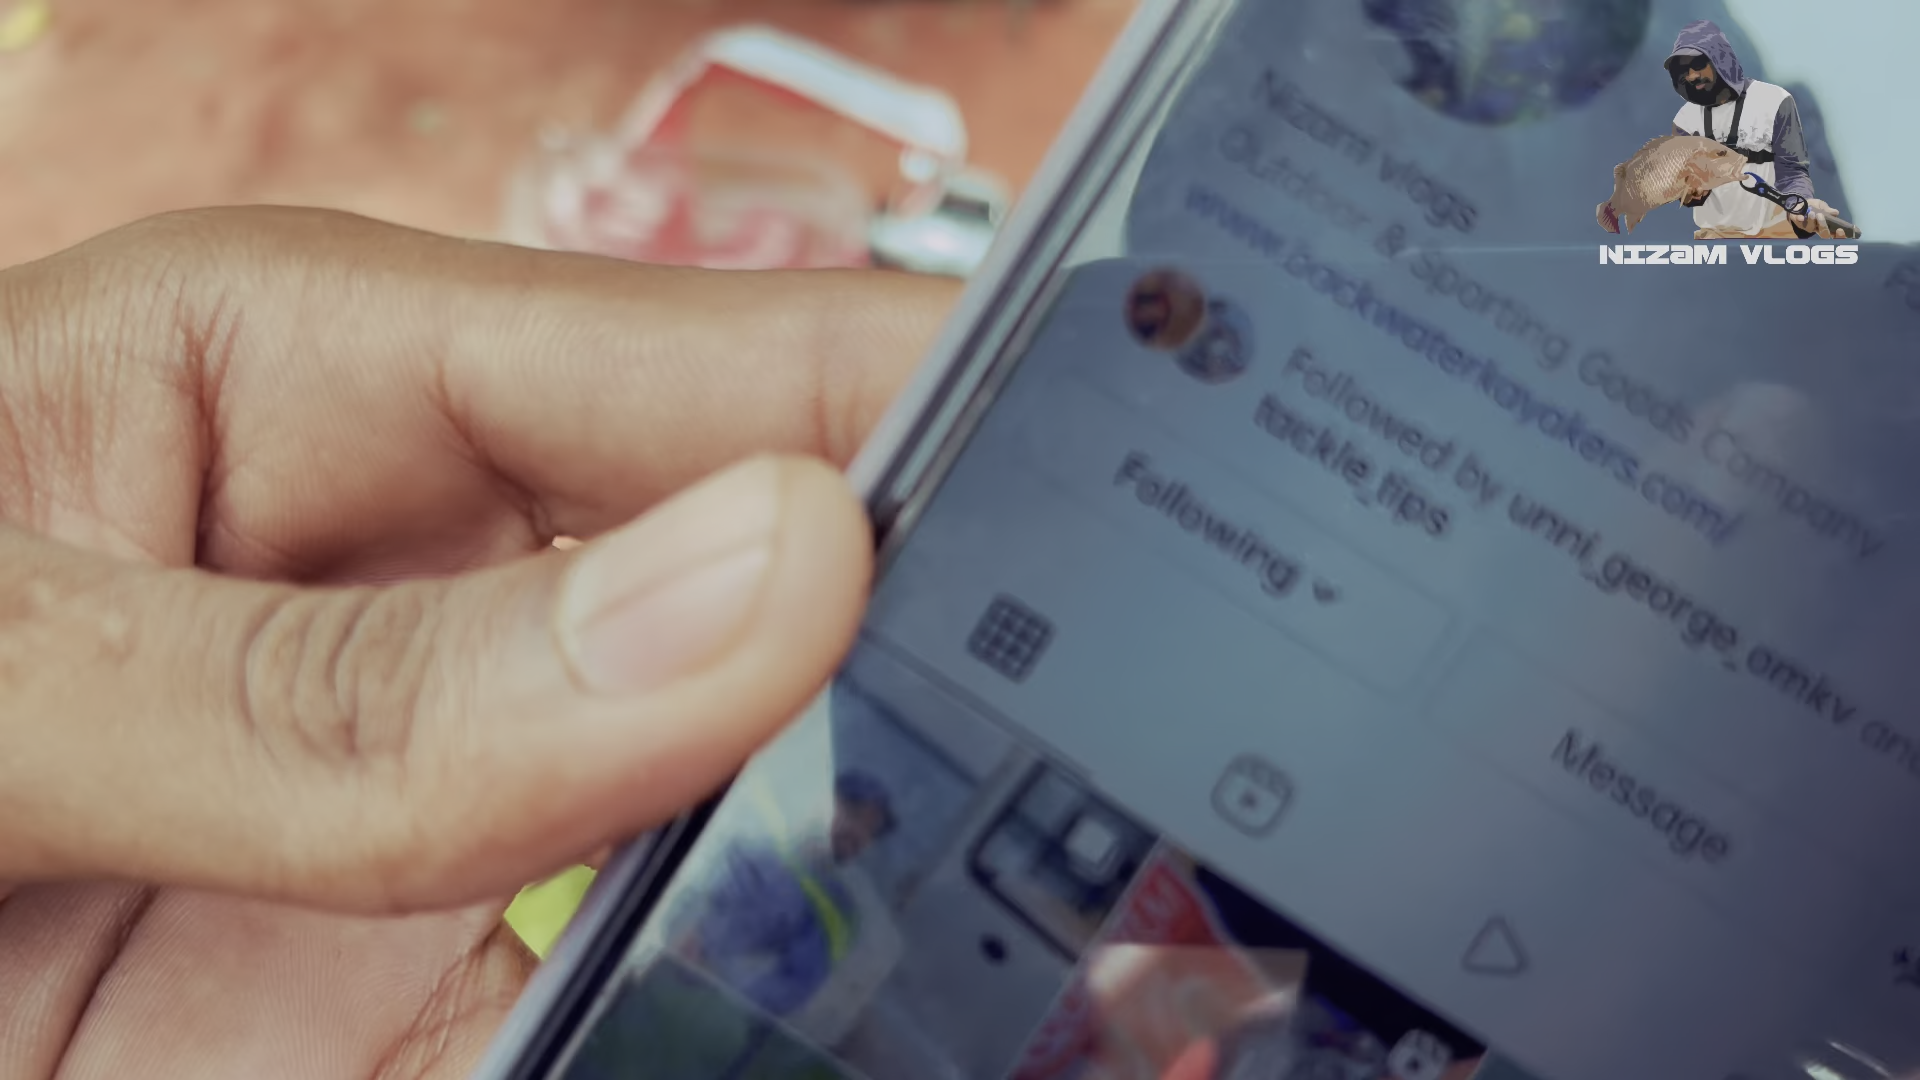 NIZAM VLOGS
Nizam vlogs
Outdoor & Sporting Goods Company
www.backwaterkayakers.com/
Followed by unni_george_omkv and
tackle_tips
Following
Message